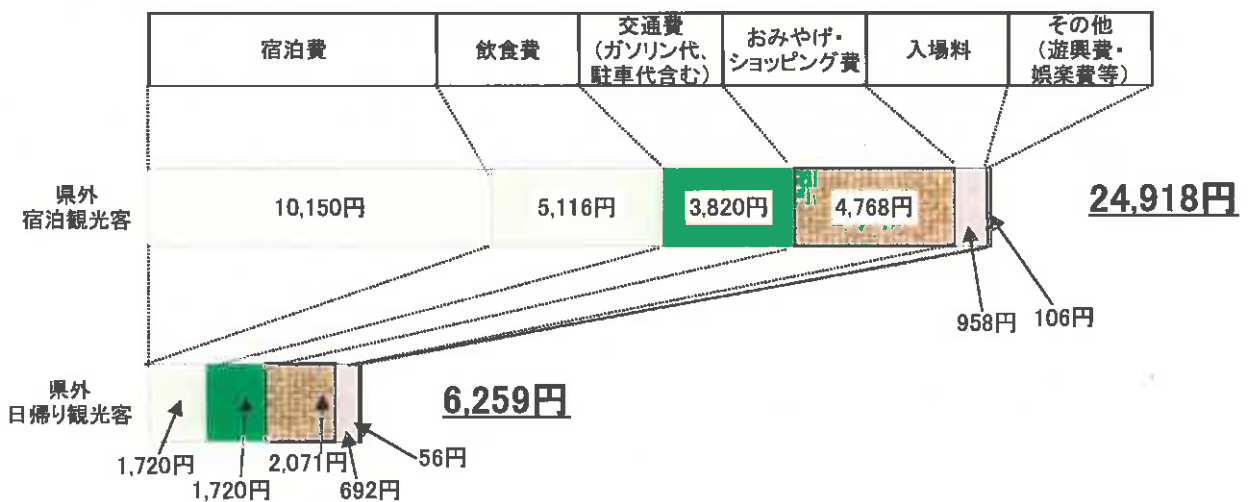 宿泊費
飲食費
交通費
(ガソリン代、
駐車代含む)
おみやげ・
ショッピング費
入場料
その他
(遊興費・
娯楽費等)
県外
宿泊観光客
10,150円
5,116円
3,820円
4,768円
24,918円
958円
106円
県外
日帰り観光客
6,259円
1,720円
1,720円
2,071円
692円
56円